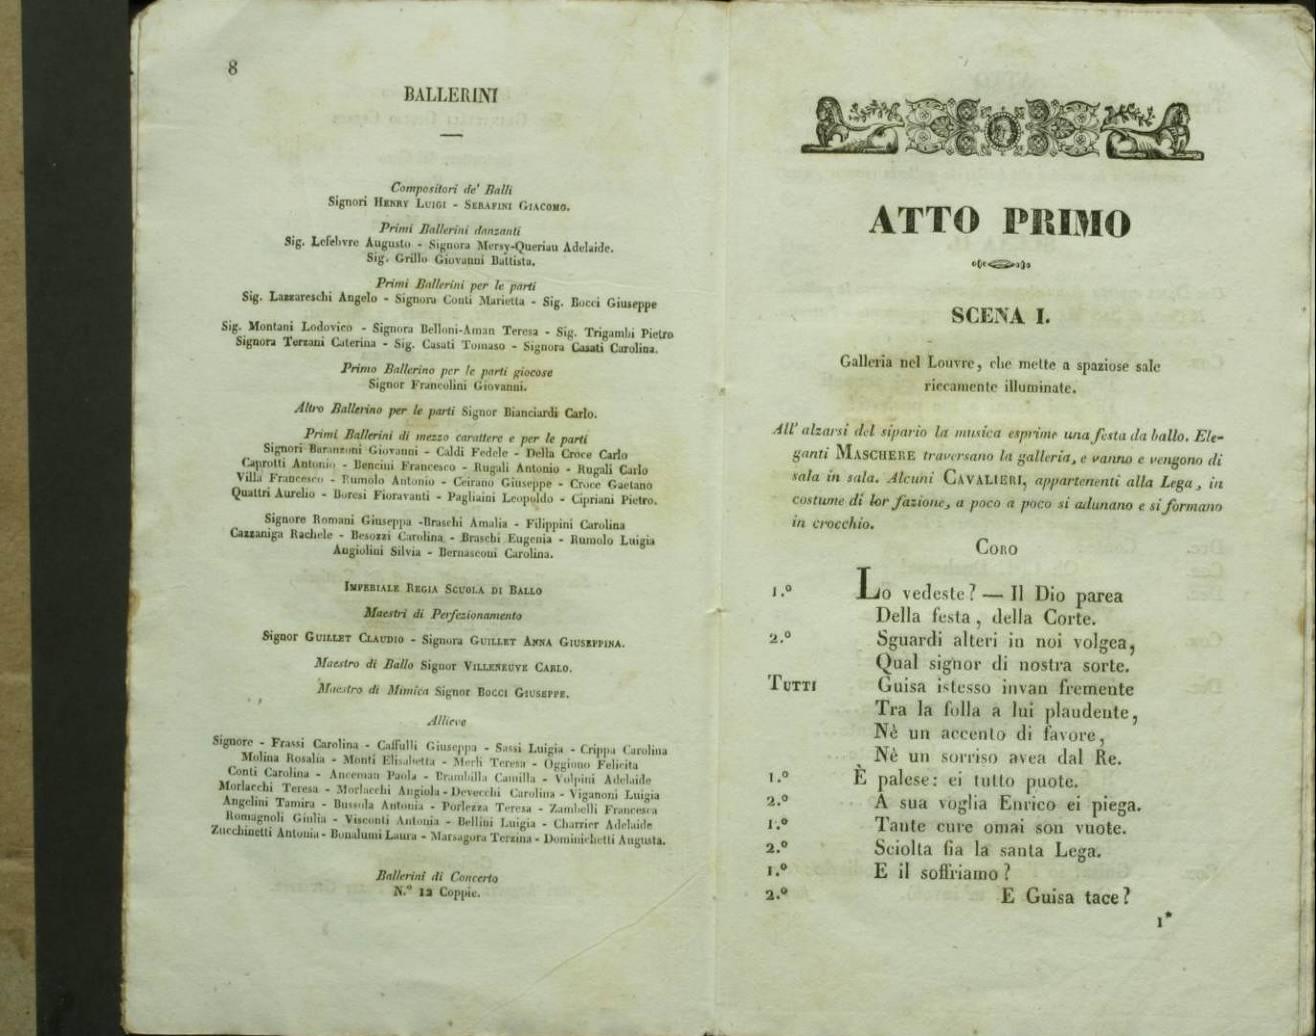 8
BALLERINI
Compositori de' Balli
Signori HENRY LUIGI - SERAFINI GIACOMO.
Primi Ballerini danzanti
Sig. Lefebvre Augusto - Signora Mersy-Queriau Adelaide.
Sig. Grillo Giovanni Battista.
Primi Ballerini per le parti
Sig. Lazzareschi Angelo - Signora Conti Marietta - Sig. Bocci Giuseppe
Sig. Montani Lodovico - Signora Belloni-Aman Teresa - Sig. Trigambi Pietro
Signora Terzani Caterina - Sig. Casati Tomaso - Signora Casati Carolina.
Primo Ballerino per le parti giocose
Signor Francolini Giovanni.
Altro Ballerino per le parti Signor Bianciardi Carlo.
Primi Ballerini di mezzo carattere e per le parti
Signori Baranzoni Giovanni - Caldi Fedele - Della Croce Carlo
Caprotti Antonio - Bencini Francesco - Rugali Antonio - Rugali Carlo
Villa Francesco - Rumolo Antonio - Ceirano Giuseppe - Croce Gaetano
Quattri Aurelio - Boresi Fioravanti - Pagliaini Leopoldo - Cipriani Pietro.
Signore Romani Giuseppa -Braschi Amalia - Filippini Carolina
Cazzaniga Rachele - Besozzi Carolina - Braschi Eugenia - Rumolo Luigia
Angiolini Silvia - Bernasconi Carolina.
IMPERIALE REGIA SCUOLA DI BALLO
Maestri di Perfezionamento
Signor GUILLET CLAUDIO - Signora GUILLET ANNA GIUSEPPINA.
Maestro di Ballo Signor VILLENEUVE CARLO.
Maestro di Mimica Signor BOCCI GIUSEPPE.
Allieve
Signore - Frassi Carolina - Caffulli Giuseppa - Sassi Luigia - Crippa Carolina
Molina Rosalia - Monti Elisabetta - Merli Teresa - Oggiono Felicita
Conti Carolina - Anceman Paola - Brambilla Camilla - Volpini Adelaide
Morlacchi Teresa - Morlacchi Angiola - Devecchi Carolina - Viganoni Luigia
Angelini Tamira - Bussola Antonia - Porlezza Teresa - Zambelli Francesca
Romagnoli Giulia - Visconti Antonia - Bellini Luigia - Charrier Adelaide
Zucchinetti Antonia - Bonalumi Laura - Marsagora Terzina - Dominichetti Augusta.
Ballerini di Concerto
N.º 12 Coppie.
ATTO PRIMO
SCENA I.
Galleria nel Louvre, che mette a spaziose sale
riccamente illuminate.
All' alzarsi del sipario la musica esprime una festa da ballo. Ele-
ganti MASCHERE traversano la galleria, e vanno e vengono di
sala in sala. Alcuni CAVALIERI, appartenenti alla Lega, in
costume di lor fazione, a poco a poco si adunano e si formano
in crocchio.
CORO
1.º Lo vedeste? — Il Dio parea
Della festa, della Corte.
2.º Sguardi alteri in noi volgea,
Qual signor di nostra sorte.
TUTTI Guisa istesso invan fremente
Tra la folla a lui plaudente,
Nè un accento di favore,
Nè un sorriso avea dal Re.
1.º È palese: ei tutto puote.
2.º A sua voglia Enrico ei piega.
1.º Tante cure omai son vuote.
2.º Sciolta fia la santa Lega.
1.º E il soffriamo?
2.º E Guisa tace?
1*